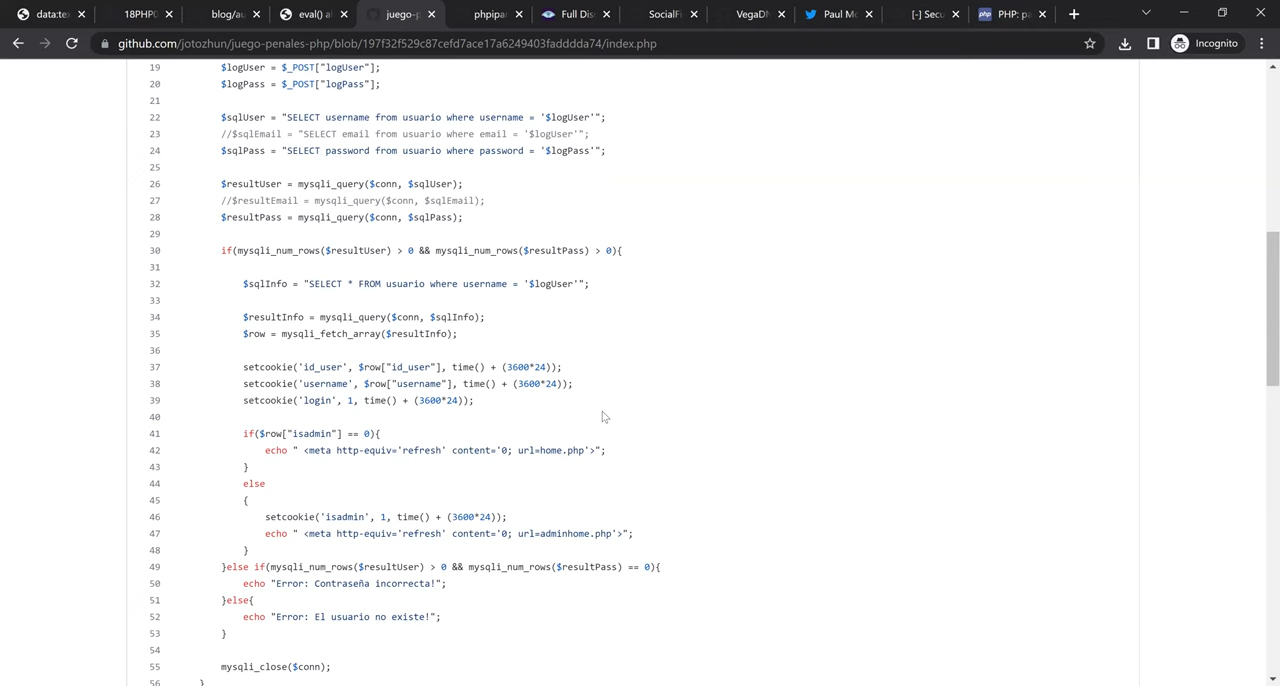 data:tex
18PHP0
blog/au
eval() al
juego-p
phpipa
Full Dis
SocialFi
VegaDN
Paul Mc
[-] Secu
php PHP: pa
github.com/jotozhun/juego-penales-php/blob/197f32f529c87cefd7ace17a6249403fadddda74/index.php
Incognito
19 $logUser = $_POST["logUser"];
20 $logPass = $_POST["logPass"];
21
22 $sqlUser = "SELECT username from usuario where username = '$logUser'";
23 //$sqlEmail = "SELECT email from usuario where email = '$logUser'";
24 $sqlPass = "SELECT password from usuario where password = '$logPass'";
25
26 $resultUser = mysqli_query($conn, $sqlUser);
27 //$resultEmail = mysqli_query($conn, $sqlEmail);
28 $resultPass = mysqli_query($conn, $sqlPass);
29
30 if(mysqli_num_rows($resultUser) > 0 && mysqli_num_rows($resultPass) > 0){
31
32 $sqlInfo = "SELECT * FROM usuario where username = '$logUser'";
33
34 $resultInfo = mysqli_query($conn, $sqlInfo);
35 $row = mysqli_fetch_array($resultInfo);
36
37 setcookie('id_user', $row["id_user"], time() + (3600*24));
38 setcookie('username', $row["username"], time() + (3600*24));
39 setcookie('login', 1, time() + (3600*24));
40
41 if($row["isadmin"] == 0){
42 echo " <meta http-equiv='refresh' content='0; url=home.php'>";
43 }
44 else
45 {
46 setcookie('isadmin', 1, time() + (3600*24));
47 echo " <meta http-equiv='refresh' content='0; url=adminhome.php'>";
48 }
49 }else if(mysqli_num_rows($resultUser) > 0 && mysqli_num_rows($resultPass) == 0){
50 echo "Error: Contraseña incorrecta!";
51 }else{
52 echo "Error: El usuario no existe!";
53 }
54
55 mysqli_close($conn);
56 }